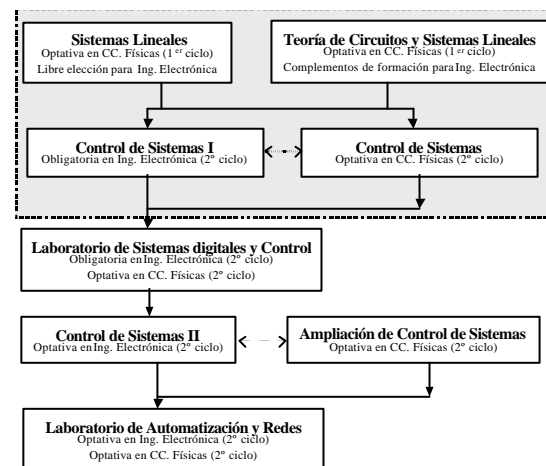 Sistemas Lineales
Optativa en CC. Físicas (1 er ciclo)
Libre elección para Ing. Electrónica
Teoría de Circuitos y Sistemas Lineales
Optativa en CC. Físicas (1 er ciclo)
Complementos de formación para Ing. Electrónica
Control de Sistemas I
Obligatoria en Ing. Electrónica (2º ciclo)
Control de Sistemas
Optativa en CC. Físicas (2º ciclo)
Laboratorio de Sistemas digitales y Control
Obligatoria en Ing. Electrónica (2º ciclo)
Optativa en CC. Físicas (2º ciclo)
Control de Sistemas II
Optativa en Ing. Electrónica (2º ciclo)
Ampliación de Control de Sistemas
Optativa en CC. Físicas (2º ciclo)
Laboratorio de Automatización y Redes
Optativa en Ing. Electrónica (2º ciclo)
Optativa en CC. Físicas (2º ciclo)